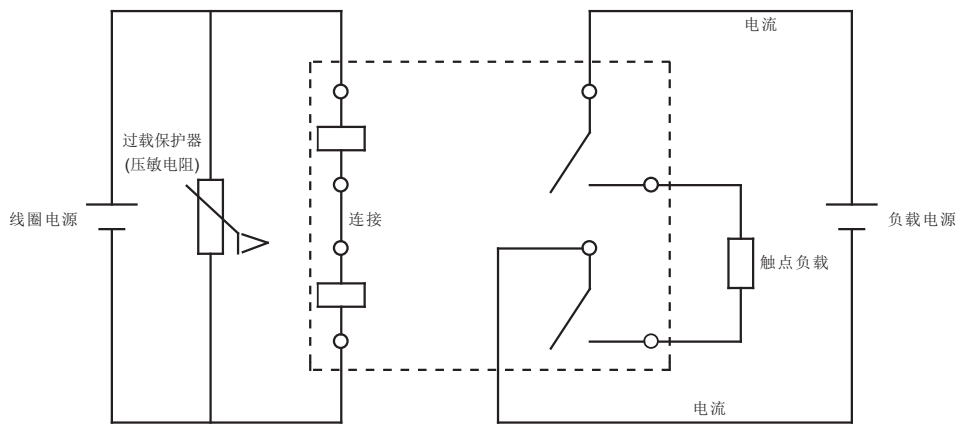 电流
过载保护器
(压敏电阻)
线圈电源
连接
负载电源
触点负载
电流